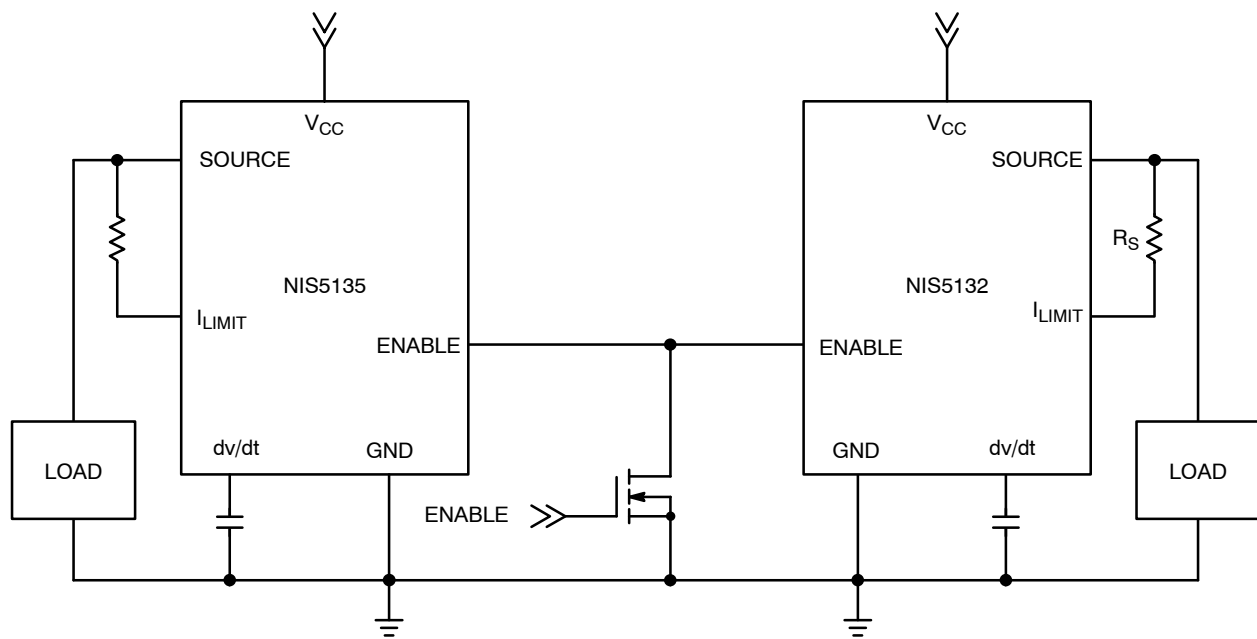 VCC
VCC
SOURCE
SOURCE
RS
NIS5135
NIS5132
ILIMIT
ILIMIT
ENABLE
ENABLE
dv/dt
GND
GND
dv/dt
LOAD
LOAD
ENABLE